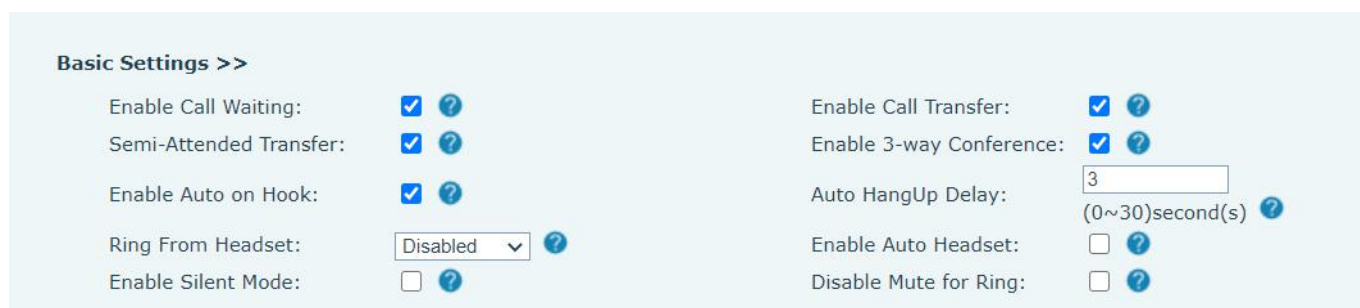 Basic Settings >>
Enable Call Waiting: ? Enable Call Transfer: ?
Semi-Attended Transfer: ? Enable 3-way Conference: ?
Enable Auto on Hook: ? Auto HangUp Delay: 3
(0~30)second(s) ?
Ring From Headset: Disabled ? Enable Auto Headset: ?
Enable Silent Mode: ? Disable Mute for Ring: ?